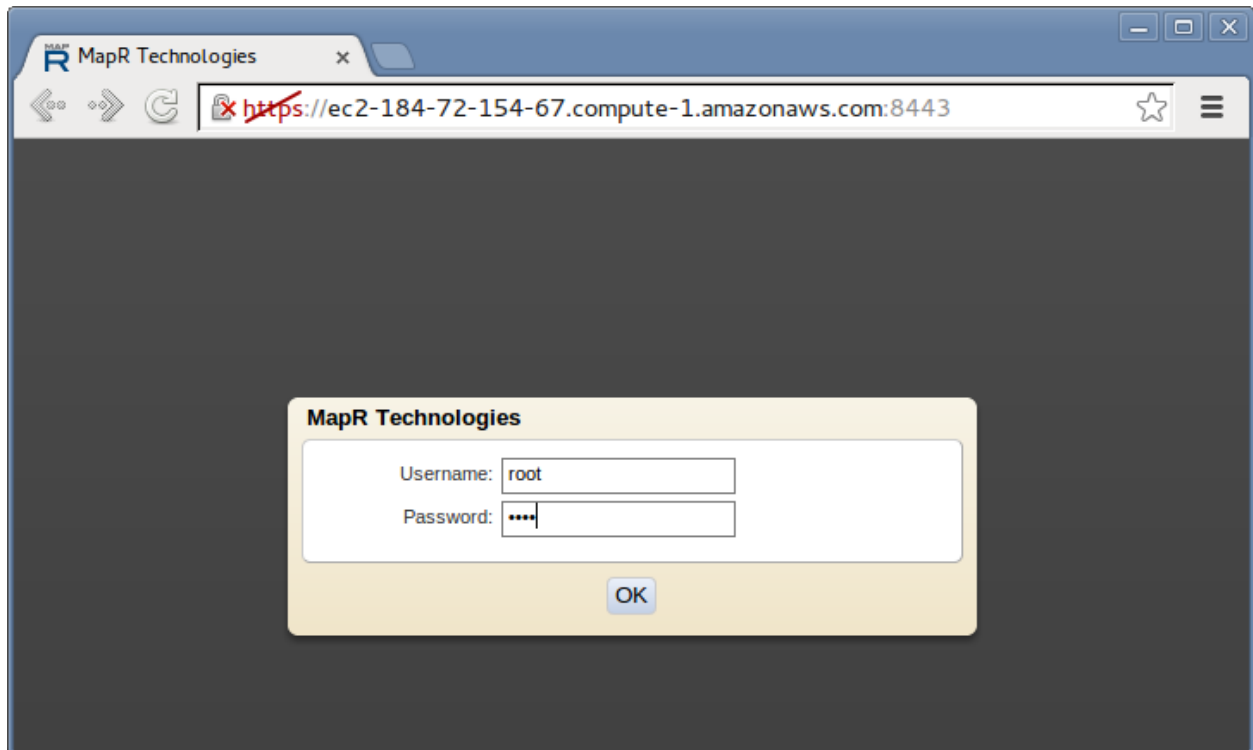 MAP
R MapR Technologies
https://ec2-184-72-154-67.compute-1.amazonaws.com:8443
MapR Technologies
Username: root
Password: ••••
OK